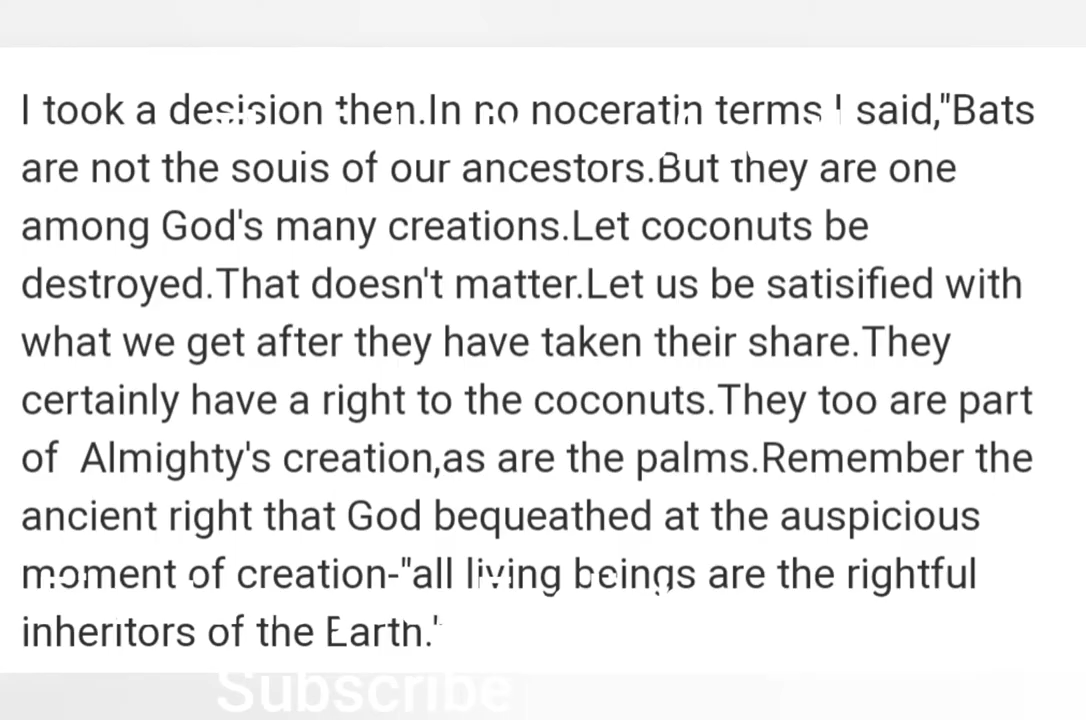 I took a desision then.In no noceratin terms I said,"Bats
are not the souis of our ancestors.But they are one
among God's many creations.Let coconuts be
destroyed.That doesn't matter.Let us be satisified with
what we get after they have taken their share.They
certainly have a right to the coconuts.They too are part
of  Almighty's creation,as are the palms.Remember the
ancient right that God bequeathed at the auspicious
moment of creation-"all living beings are the rightful
inheritors of the Earth.'
Subscribe